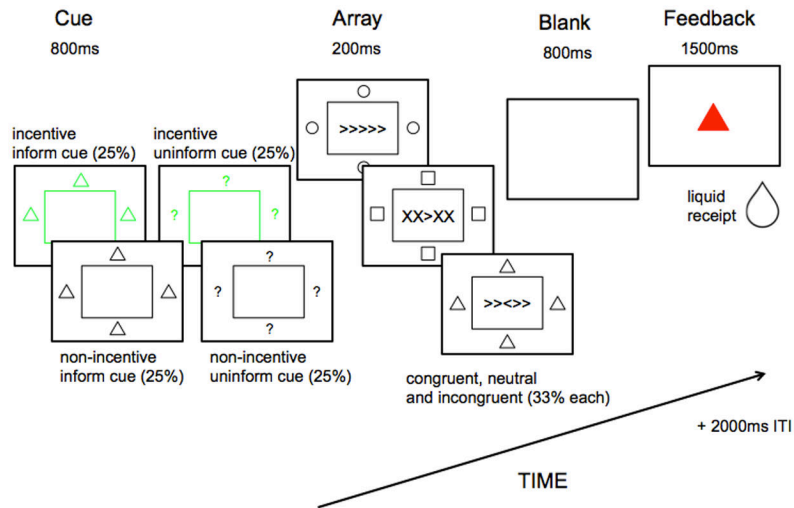 Cue
800ms
Array
200ms
Blank
800ms
Feedback
1500ms
incentive
inform cue (25%)
incentive
uninform cue (25%)
?
? ?
?
? ?
?
non-incentive
inform cue (25%)
non-incentive
uninform cue (25%)
>>>>>
XX>XX
>><>>
congruent, neutral
and incongruent (33% each)
liquid
receipt
+ 2000ms ITI
TIME